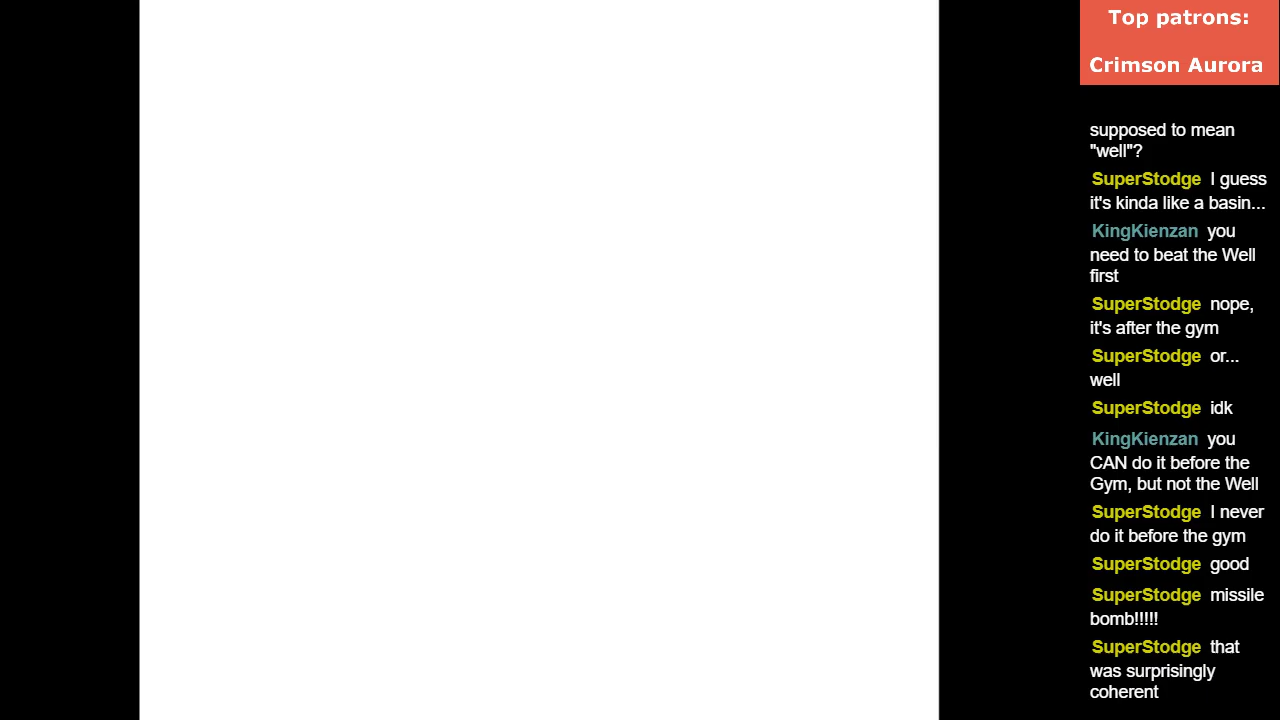 Top patrons:
Crimson Aurora
supposed to mean
"well"?
SuperStodge I guess
it's kinda like a basin...
KingKienzan you
need to beat the Well
first
SuperStodge nope,
it's after the gym
SuperStodge or...
well
SuperStodge idk
KingKienzan you
CAN do it before the
Gym, but not the Well
SuperStodge I never
do it before the gym
SuperStodge good
SuperStodge missile
bomb!!!!!
SuperStodge that
was surprisingly
coherent